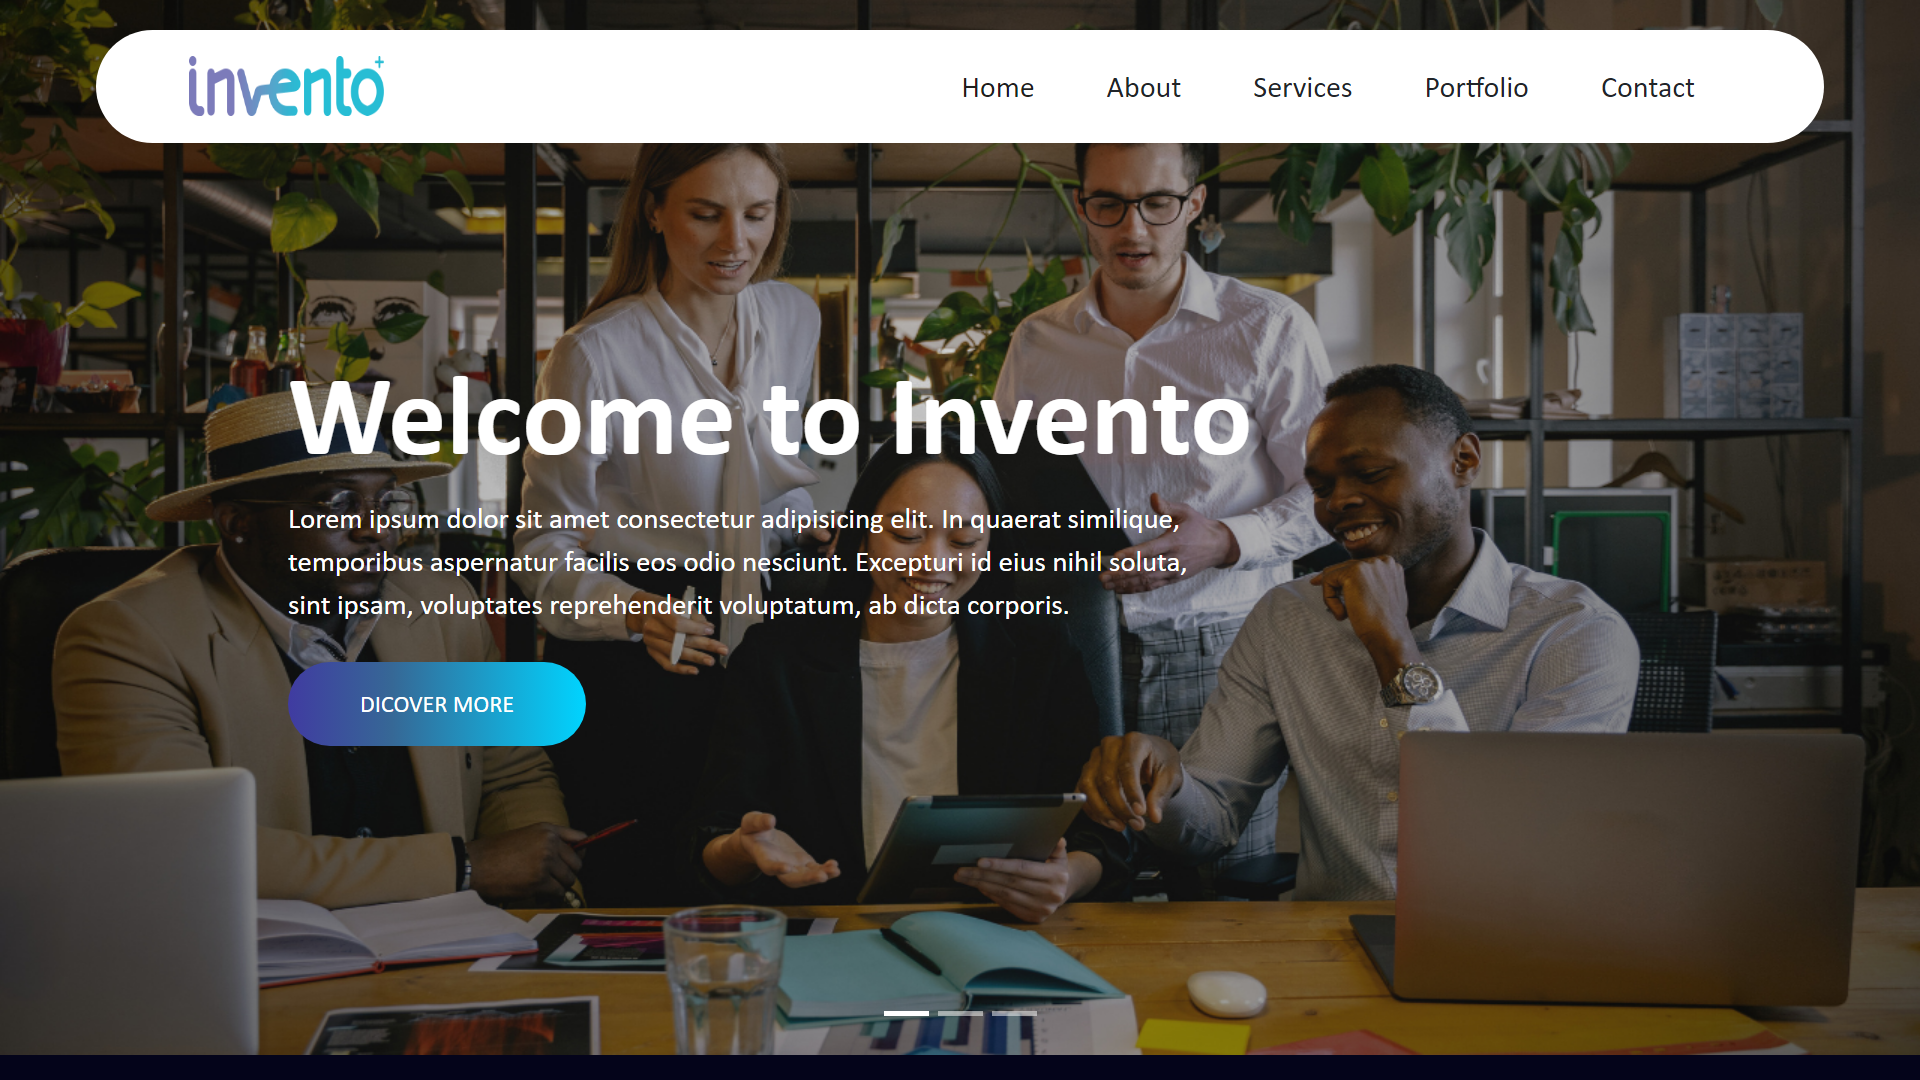 invento+
Home About Services Portfolio Contact
Welcome to Invento
Lorem ipsum dolor sit amet consectetur adipisicing elit. In quaerat similique,
temporibus aspernatur facilis eos odio nesciunt. Excepturi id eius nihil soluta,
sint ipsam, voluptates reprehenderit voluptatum, ab dicta corporis.
DICOVER MORE